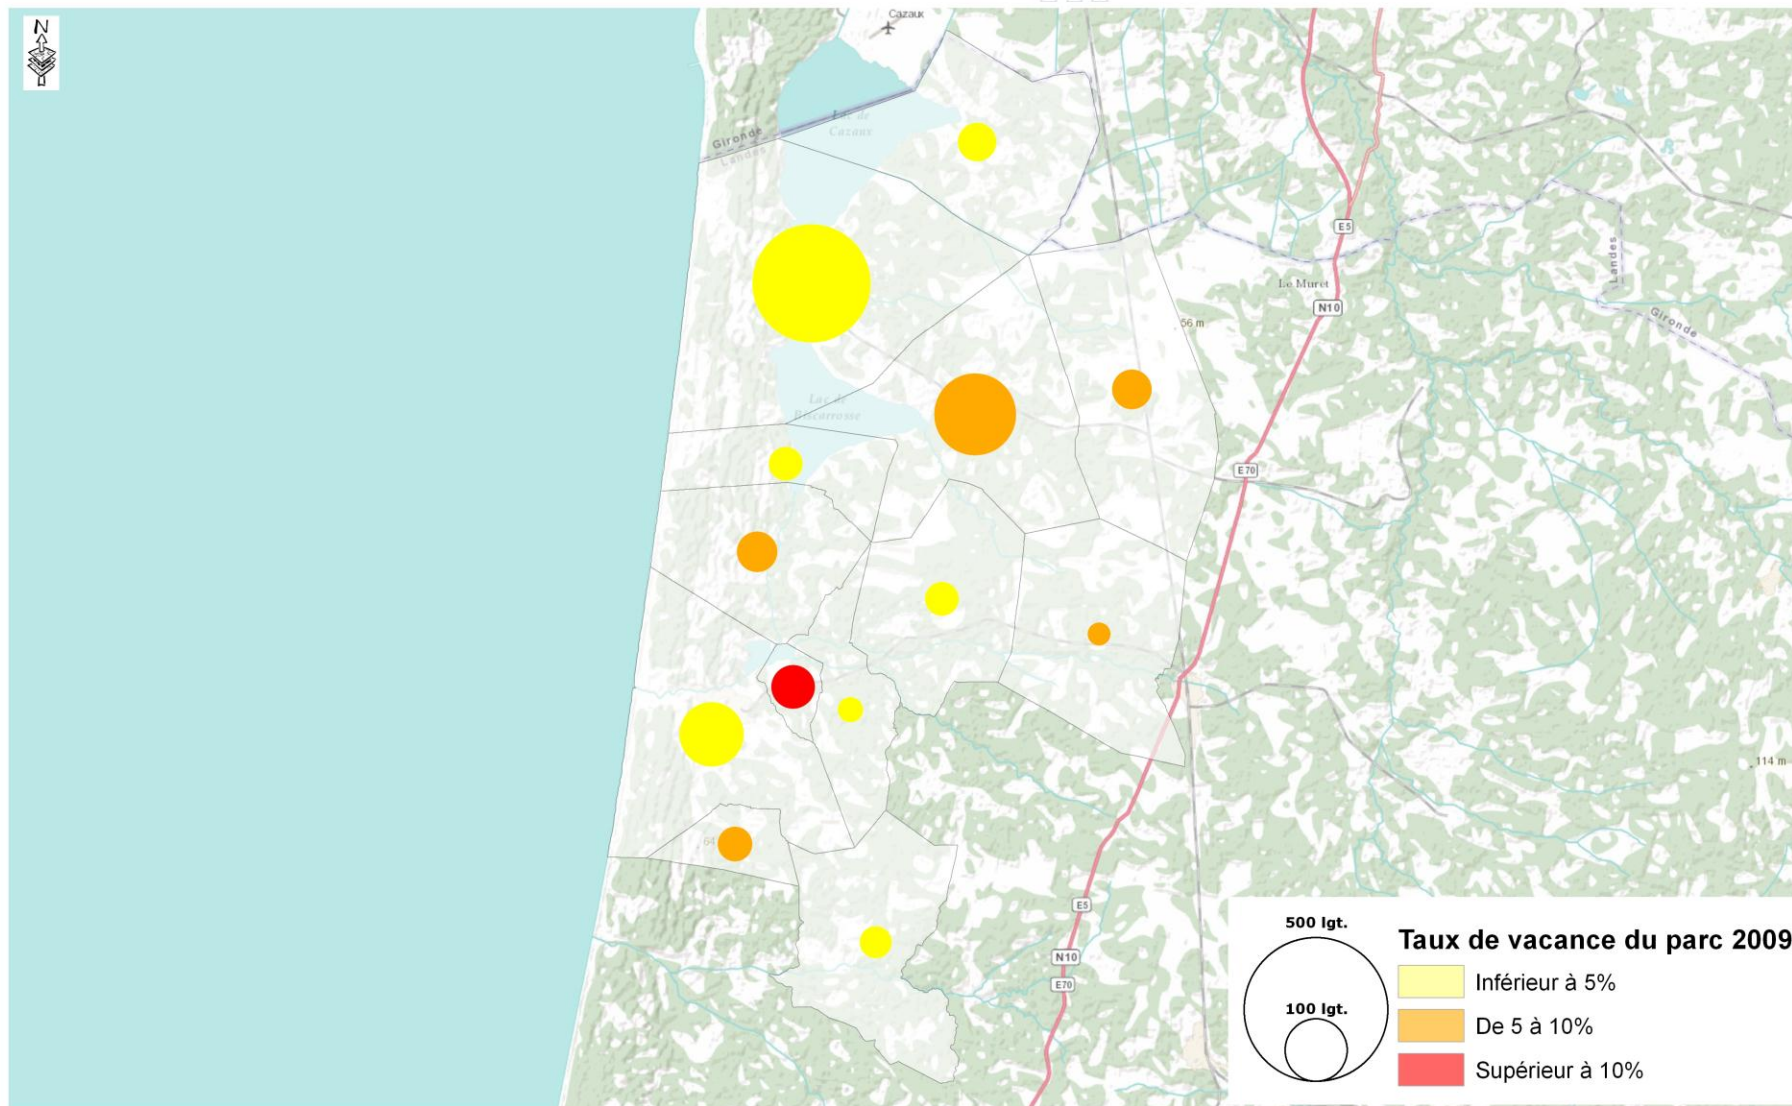 N
Cazaux
Lac de
Cazaux
Gironde
Landes
E5
Landes
Le Muret
N10
Gironde
56 m
Lac de
Biscarrosse
E70
64
114 m
E5
N10
E70
500 lgt.
100 lgt.
Taux de vacance du parc 2009
Inférieur à 5%
De 5 à 10%
Supérieur à 10%